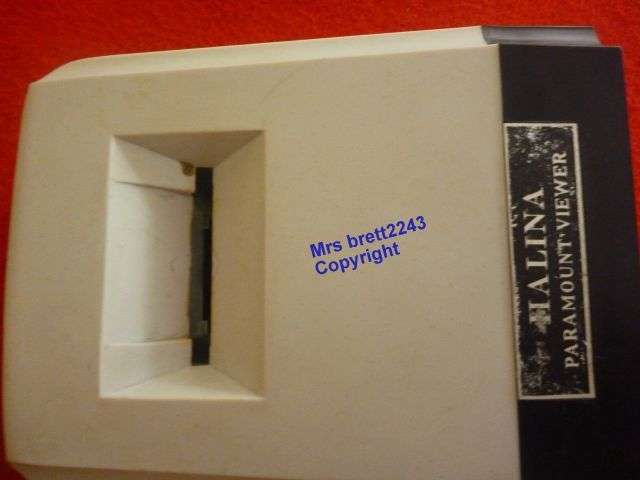 Mrs brett2243
Copyright
HALINA
PARAMOUNT-VIEWER